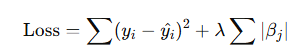 Loss = ∑(yᵢ − ŷᵢ)² + λ ∑ |βⱼ|